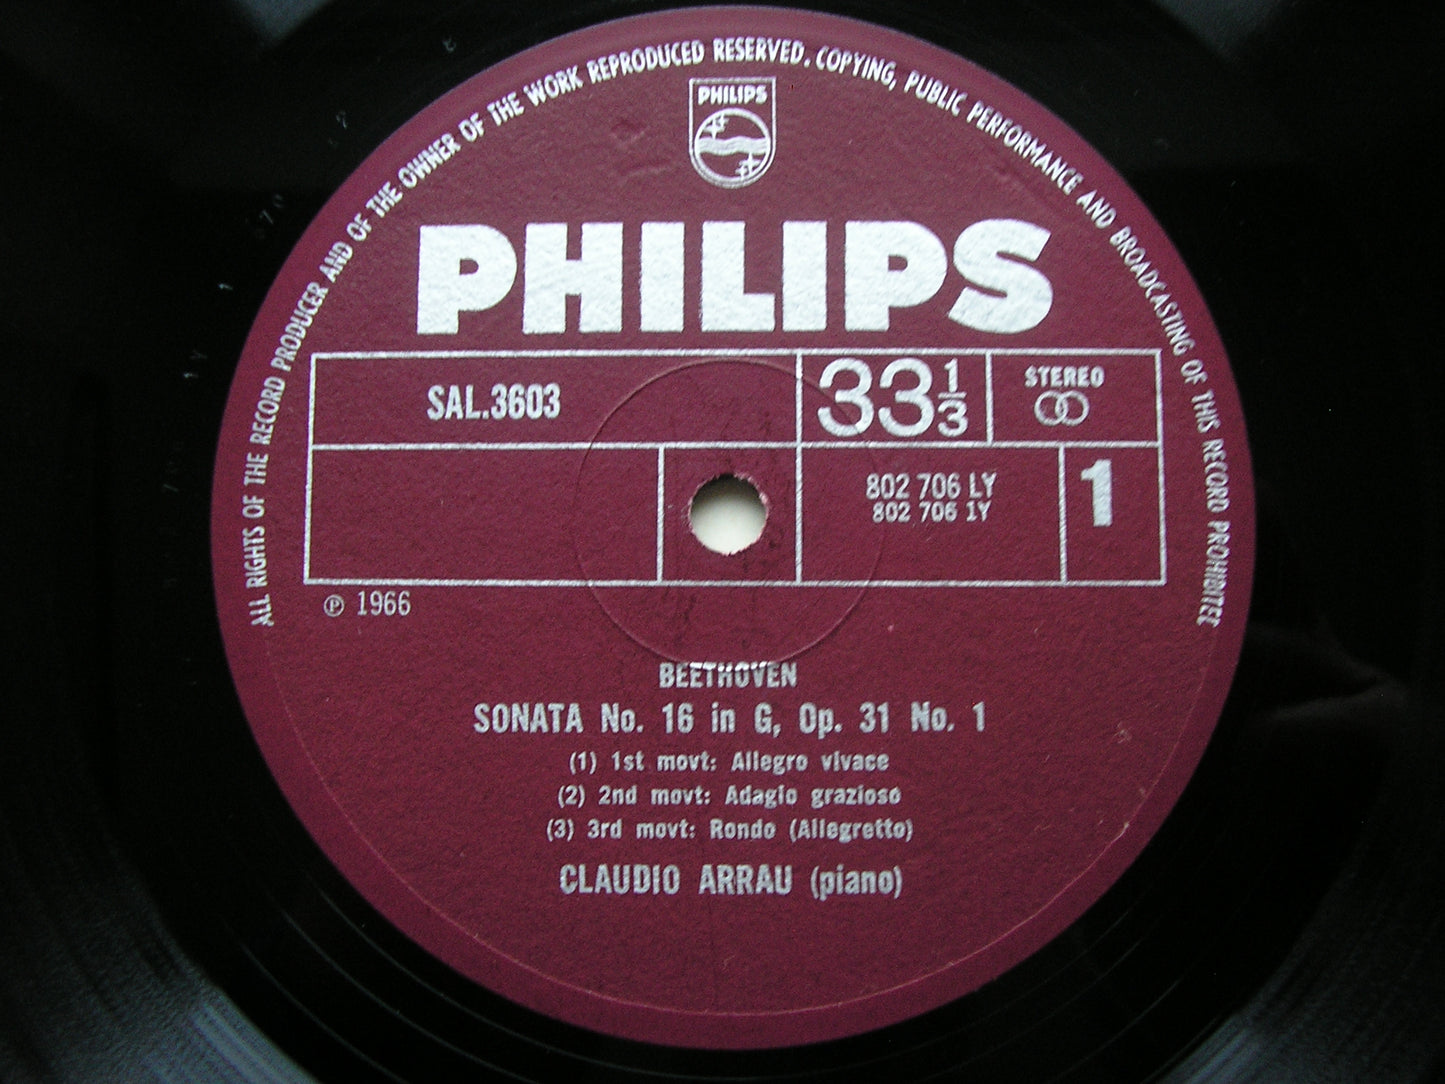 ALL RIGHTS OF THE RECORD PRODUCER AND OF THE OWNER OF THE WORK REPRODUCED RESERVED. COPYING, PUBLIC PERFORMANCE AND BROADCASTING OF THIS RECORD PROHIBITED
PHILIPS
PHILIPS
SAL.3603
33 1/3
STEREO
802 706 LY
802 706 1Y
1
℗ 1966
BEETHOVEN
SONATA No. 16 in G, Op. 31 No. 1
(1) 1st movt: Allegro vivace
(2) 2nd movt: Adagio grazioso
(3) 3rd movt: Rondo (Allegretto)
CLAUDIO ARRAU (piano)